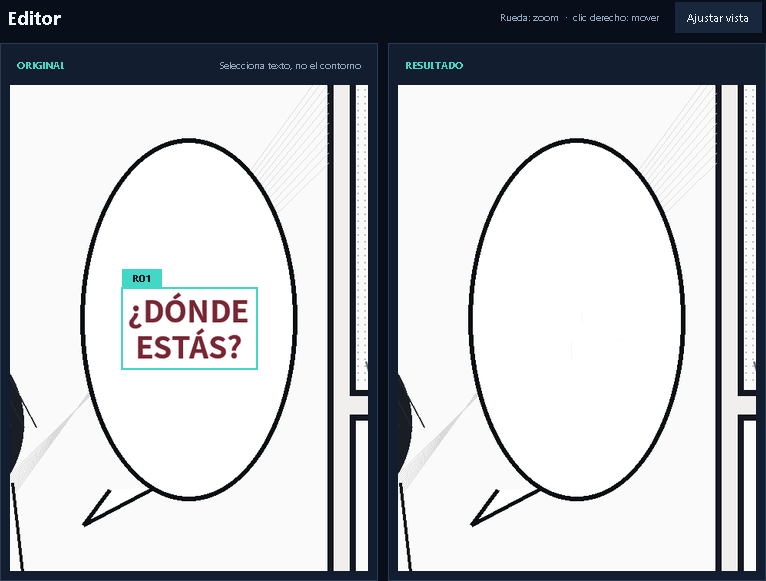 Editor
Rueda: zoom · clic derecho: mover
Ajustar vista
ORIGINAL
Selecciona texto, no el contorno
RESULTADO
R01
¿DÓNDE
ESTÁS?